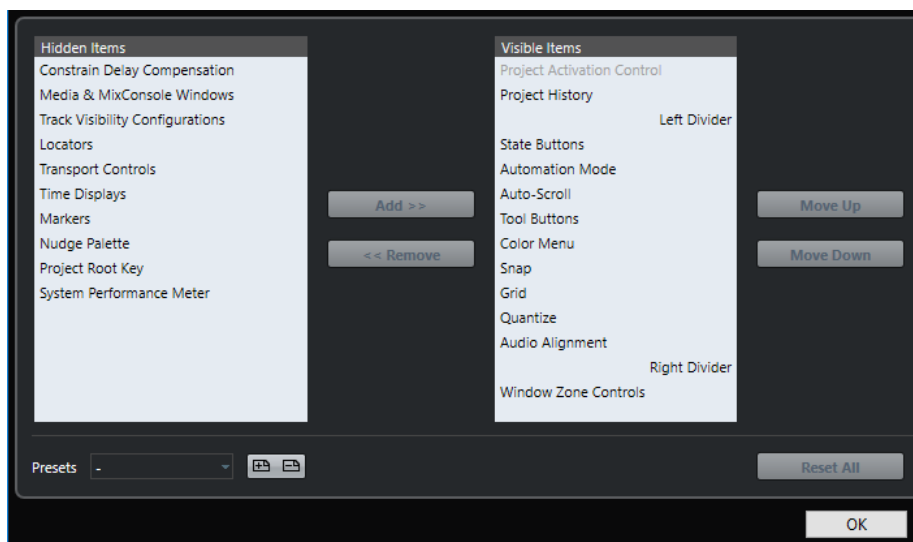 Hidden Items
Constrain Delay Compensation
Media & MixConsole Windows
Track Visibility Configurations
Locators
Transport Controls
Time Displays
Markers
Nudge Palette
Project Root Key
System Performance Meter
Add >>
<< Remove
Visible Items
Project Activation Control
Project History
Left Divider
State Buttons
Automation Mode
Auto-Scroll
Tool Buttons
Color Menu
Snap
Grid
Quantize
Audio Alignment
Right Divider
Window Zone Controls
Move Up
Move Down
Presets -
Reset All
OK